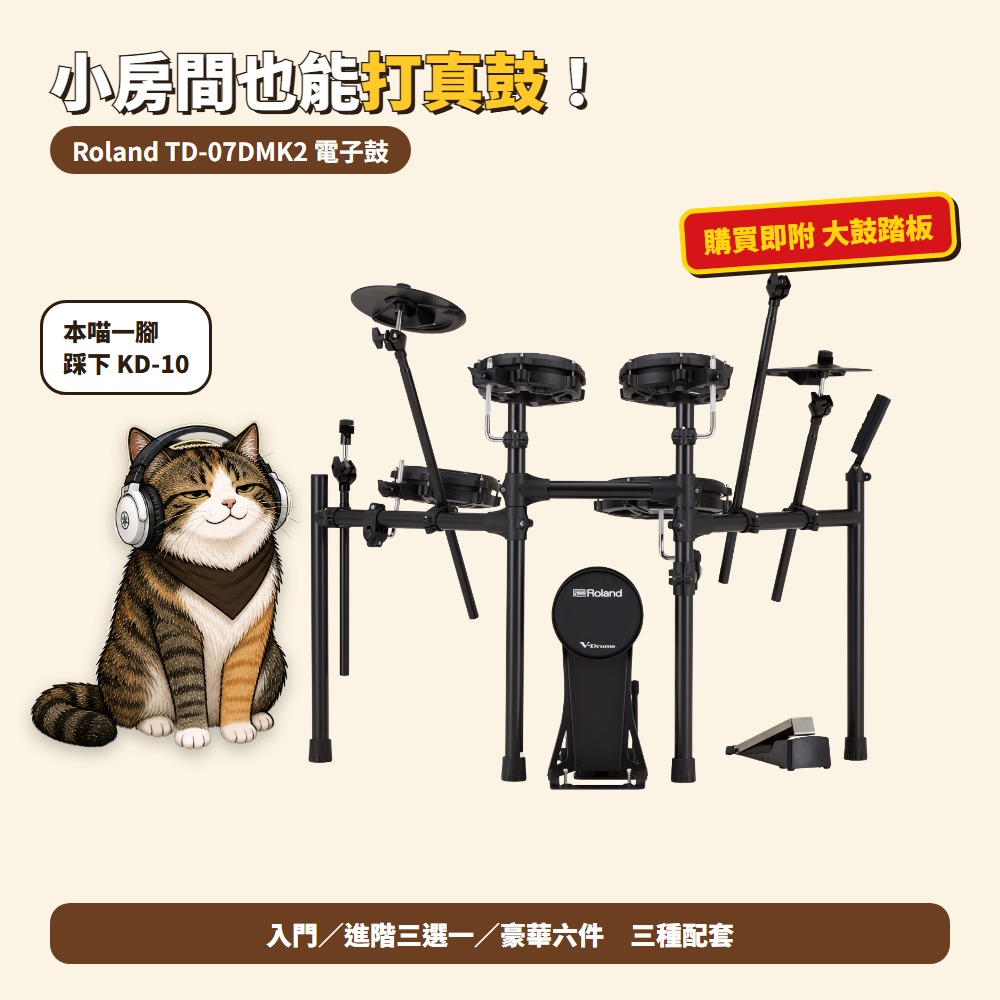 小房間也能打真鼓！
Roland TD-07DMK2 電子鼓
購買即附 大鼓踏板
本喵一腳
踩下 KD-10
Roland
V-Drums
入門／進階三選一／豪華六件　三種配套